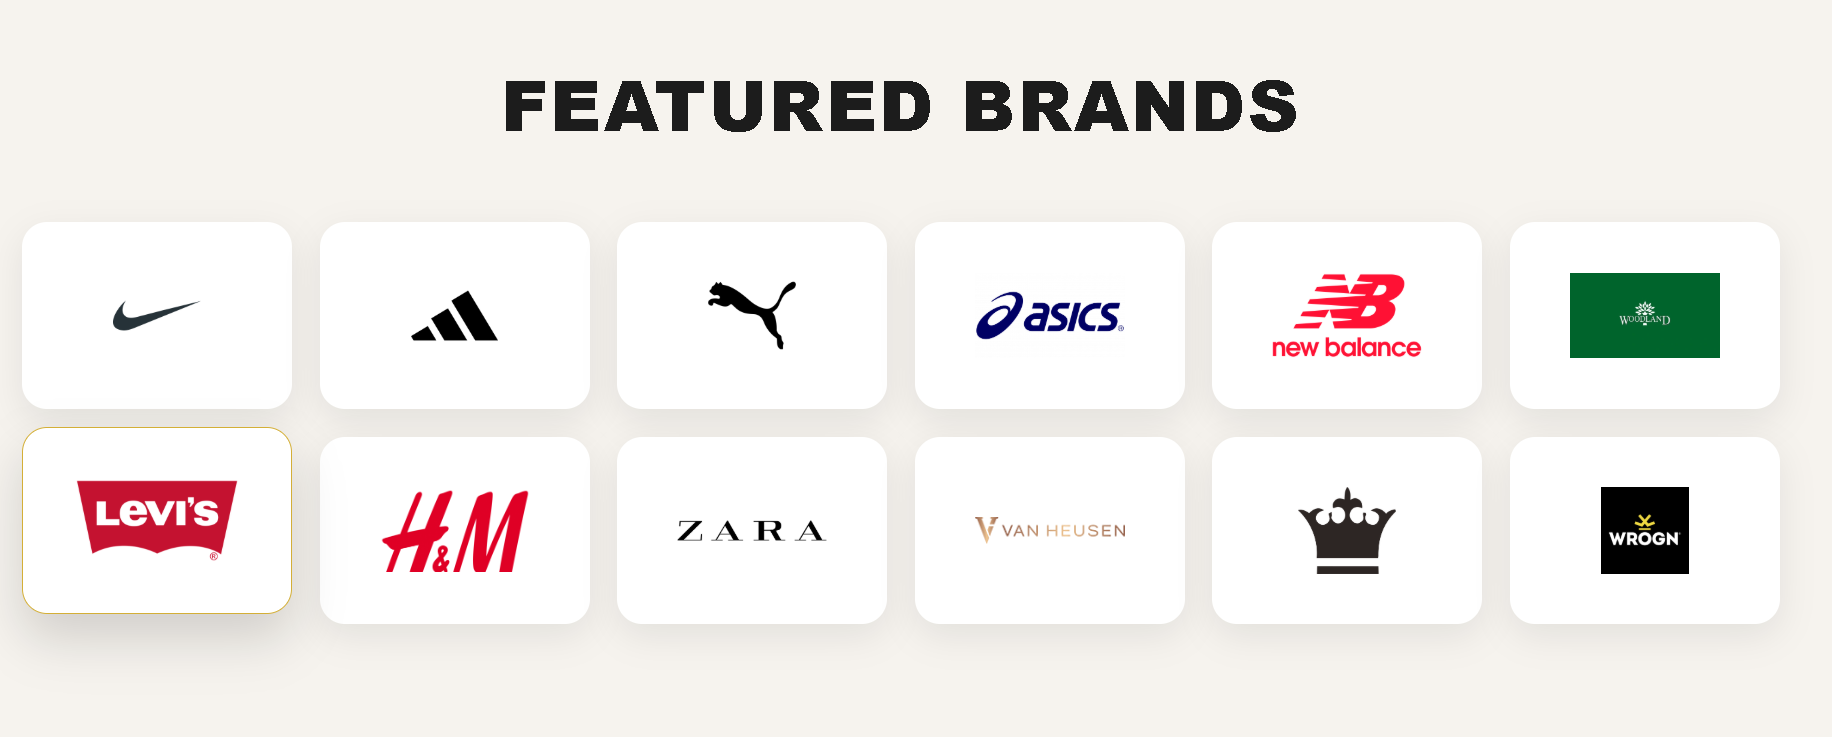 FEATURED BRANDS
asics®
new balance
WOODLAND
LEVI'S®
H&M
ZARA
VAN HEUSEN
WROGN